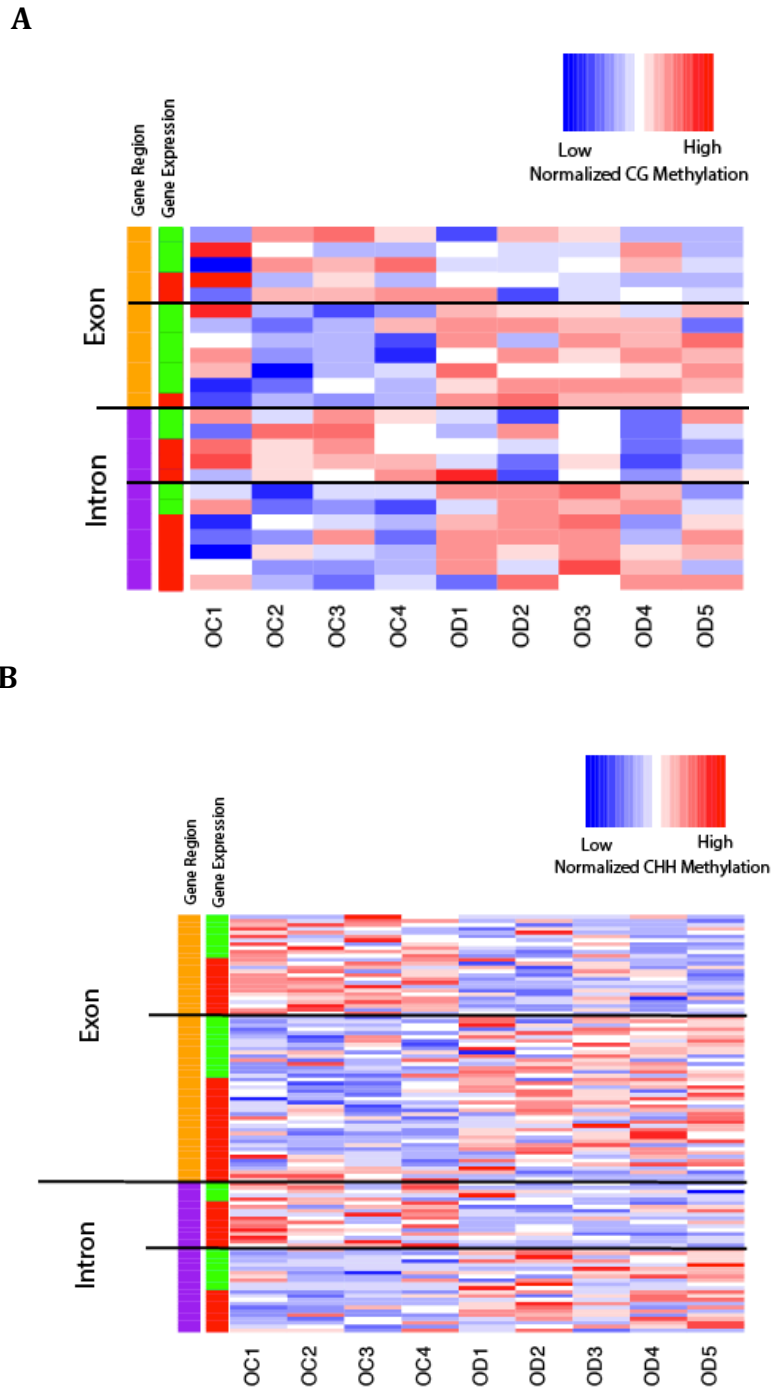 A
Low High
Normalized CG Methylation
Gene Region
Gene Expression
Exon
Intron
OC1 OC2 OC3 OC4 OD1 OD2 OD3 OD4 OD5
B
Low High
Normalized CHH Methylation
Gene Region
Gene Expression
Exon
Intron
OC1 OC2 OC3 OC4 OD1 OD2 OD3 OD4 OD5